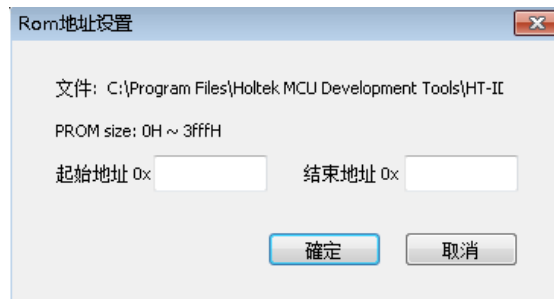 Rom地址设置
文件: C:\Program Files\Holtek MCU Development Tools\HT-II
PROM size: 0H ~ 3fffH
起始地址 0x 结束地址 0x
確定 取消